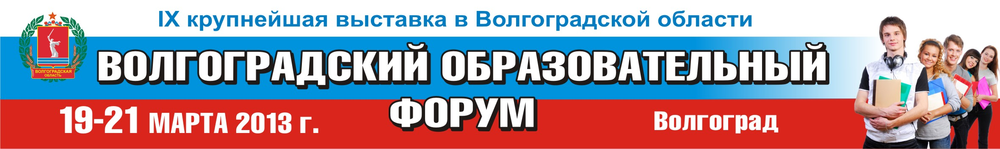 IX крупнейшая выставка в Волгоградской области
ВОЛГОГРАДСКАЯ
ОБЛАСТЬ
ВОЛГОГРАДСКИЙ ОБРАЗОВАТЕЛЬНЫЙ
ФОРУМ
19-21 МАРТА 2013 г.
Волгоград